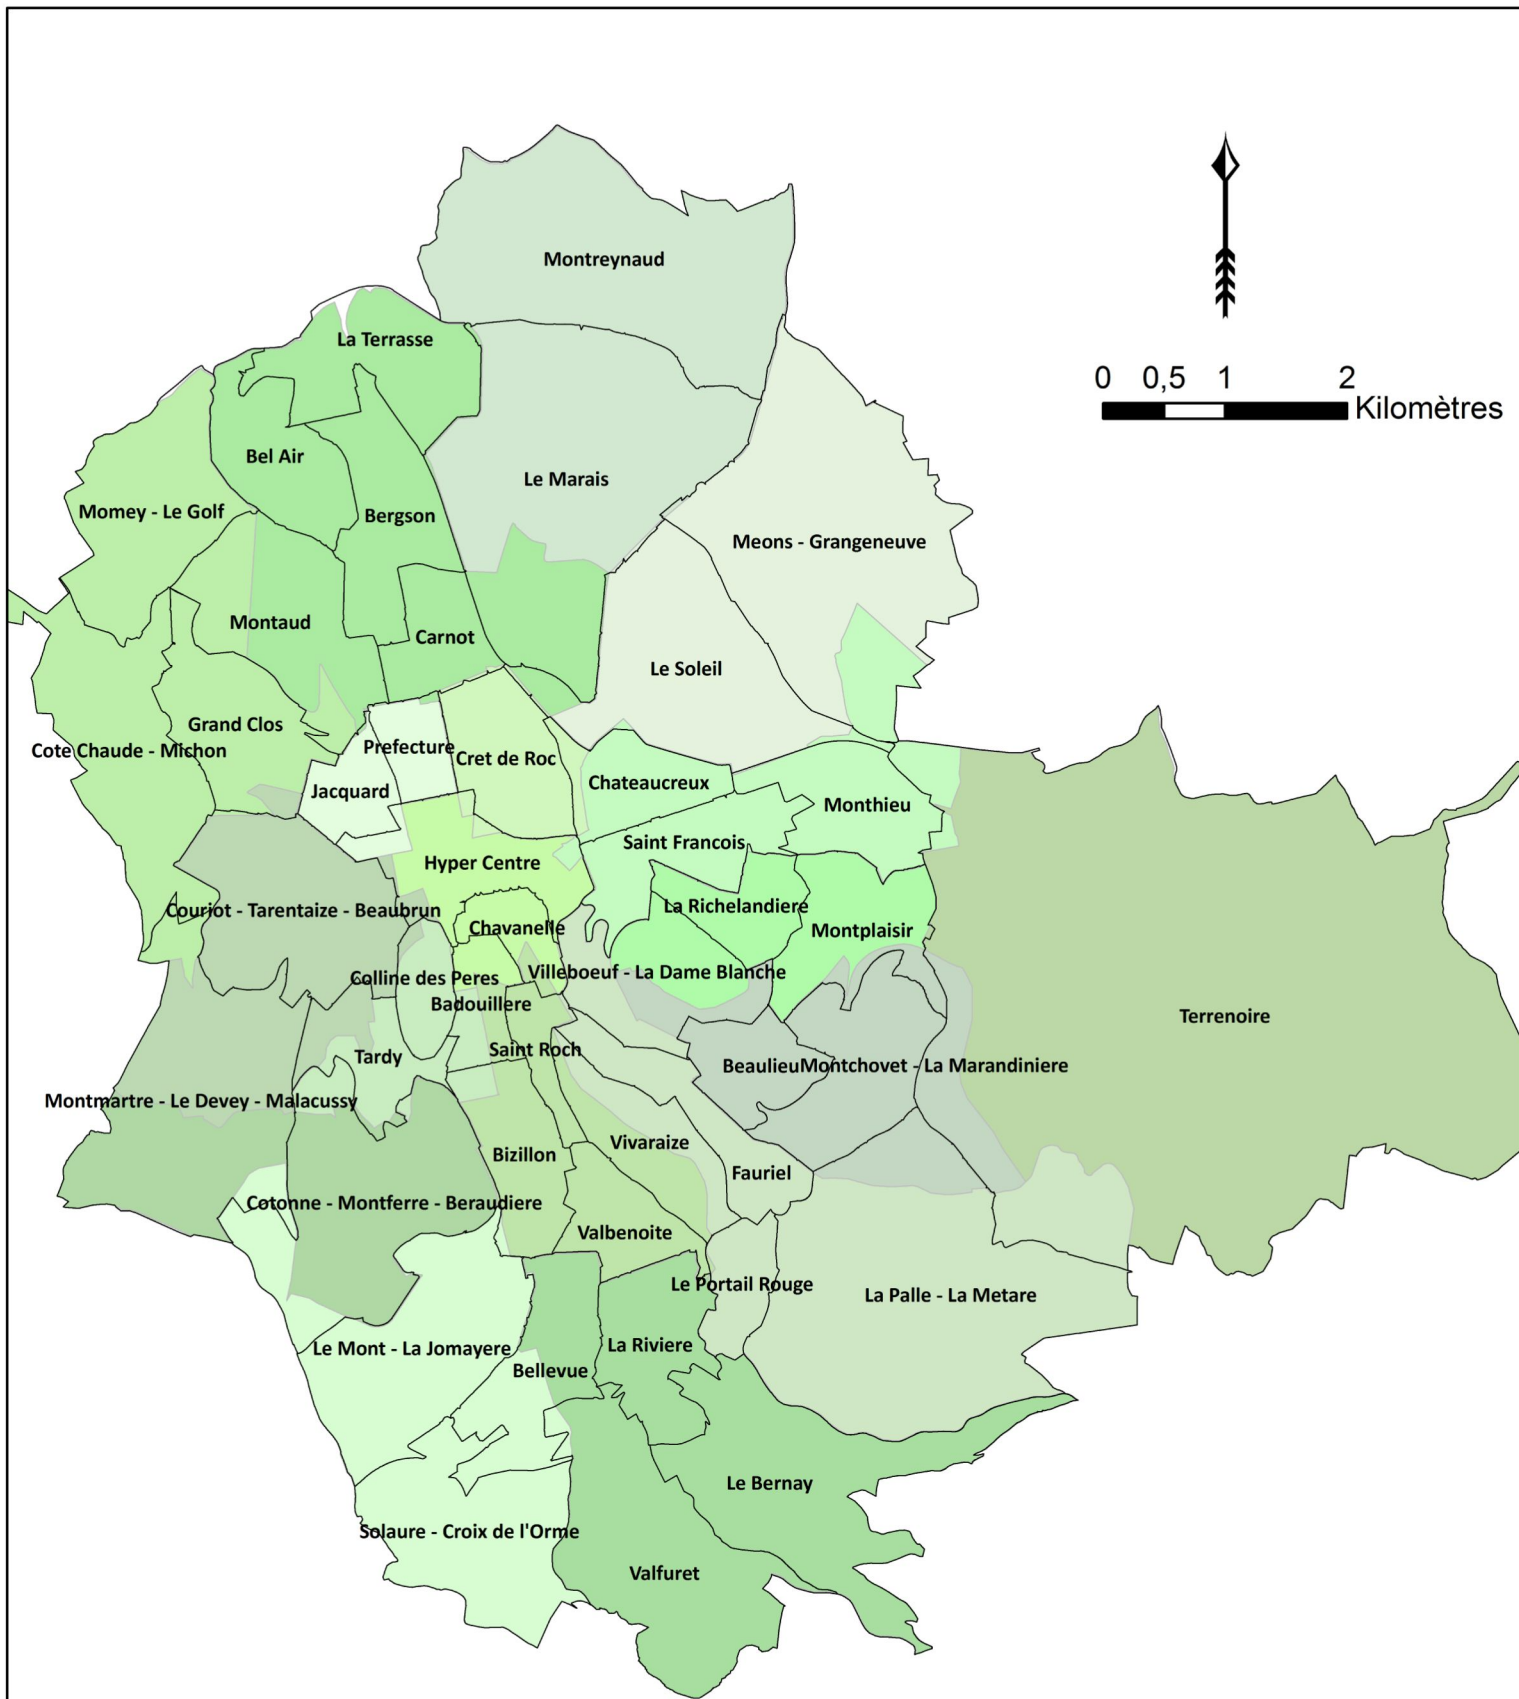 Montreynaud
0 0,5 1 2
Kilomètres
La Terrasse
Bel Air
Le Marais
Momey - Le Golf
Bergson
Meons - Grangeneuve
Montaud
Carnot
Le Soleil
Grand Clos
Cote Chaude - Michon
Prefecture
Cret de Roc
Jacquard
Chateaucreux
Monthieu
Saint Francois
Hyper Centre
Couriot - Tarentaize - Beaubrun
La Richelandiere
Chavanelle
Montplaisir
Colline des Peres
Villeboeuf - La Dame Blanche
Badouillere
Terrenoire
Saint Roch
Tardy
Beaulieu
Montchovet - La Marandiniere
Montmartre - Le Devey - Malacussy
Vivaraize
Bizillon
Fauriel
Cotonne - Montferre - Beraudiere
Valbenoite
Le Portail Rouge
La Palle - La Metare
Le Mont - La Jomayere
La Riviere
Bellevue
Le Bernay
Solaure - Croix de l'Orme
Valfuret